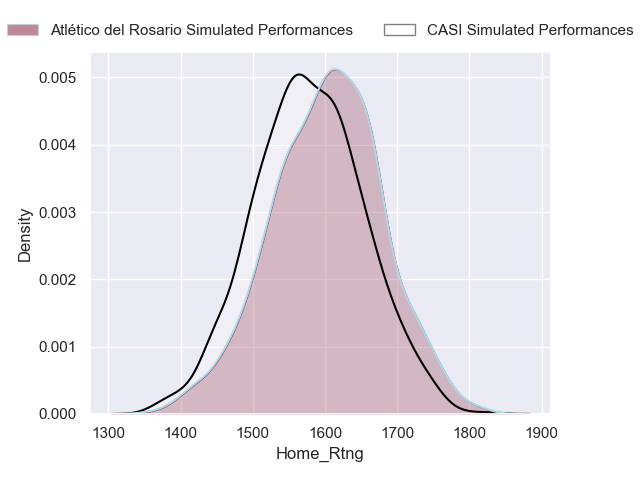 Atlético del Rosario Simulated Performances CASI Simulated Performances
0.005
0.004
0.003
0.002
0.001
0.000
Density
1300 1400 1500 1600 1700 1800 1900
Home_Rtng